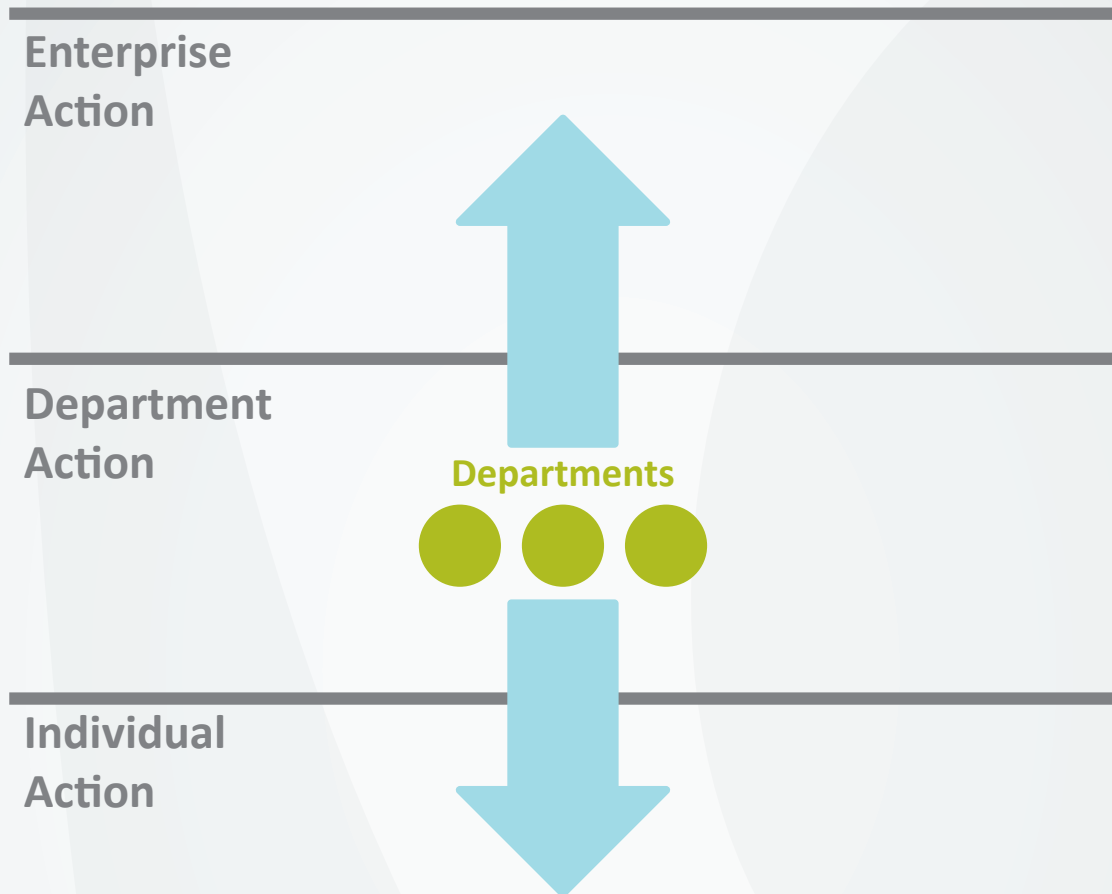 Enterprise
Action
Department
Action
Departments
Individual
Action